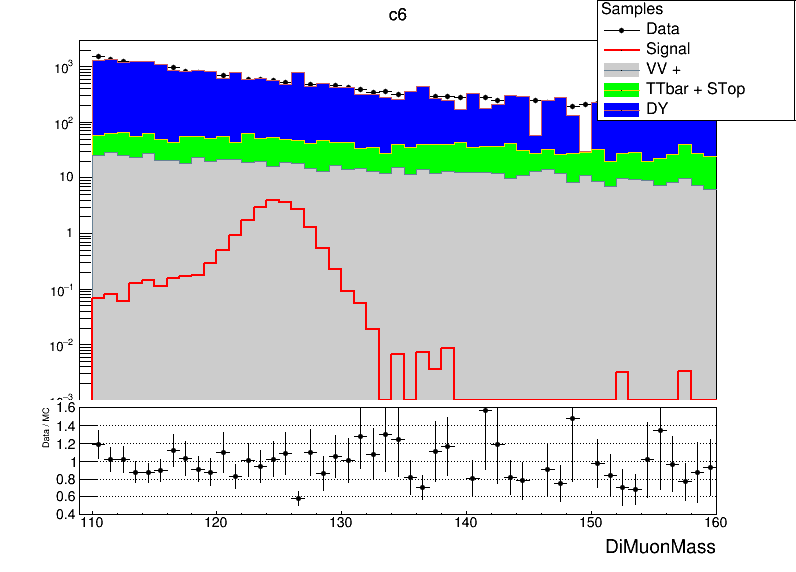 c6
Samples
Data
Signal
VV +
TTbar + STop
DY
10³
10²
10
1
10⁻¹
10⁻²
Data / MC
1.6
1.4
1.2
1
0.8
0.6
0.4
110 120 130 140 150 160
DiMuonMass